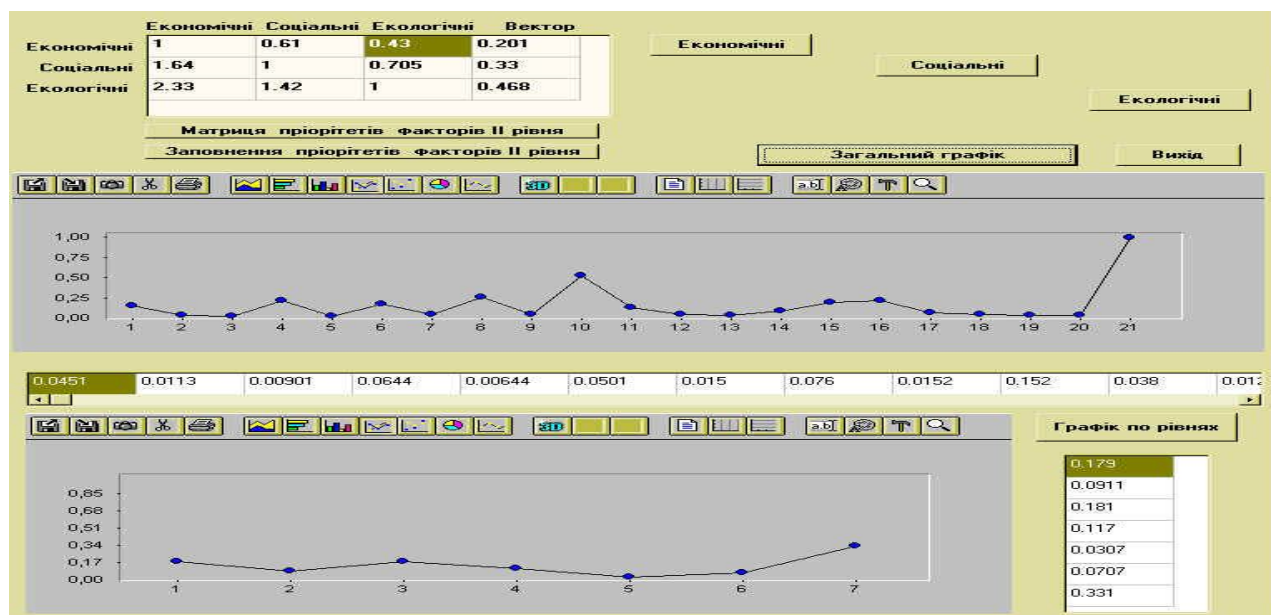 Економічні Соціальні Екологічні Вектор
Економічні 1 0.61 0.43 0.201
Соціальні 1.64 1 0.705 0.33
Екологічні 2.33 1.42 1 0.468
Економічні
Соціальні
Екологічні
Матриця пріорітетів факторів II рівня
Заповнення пріорітетів факторів II рівня
Загальний графік
Вихід
3D
a.b
1,00
0,75
0,50
0,25
0,00
1 2 3 4 5 6 7 8 9 10 11 12 13 14 15 16 17 18 19 20 21
0.0451 0.0113 0.00901 0.0644 0.00644 0.0501 0.015 0.076 0.0152 0.152 0.038
3D
a.b
Графік по рівнях
0,85
0,68
0,51
0,34
0,17
0,00
1 2 3 4 5 6 7
0.179
0.0911
0.181
0.117
0.0307
0.0707
0.331